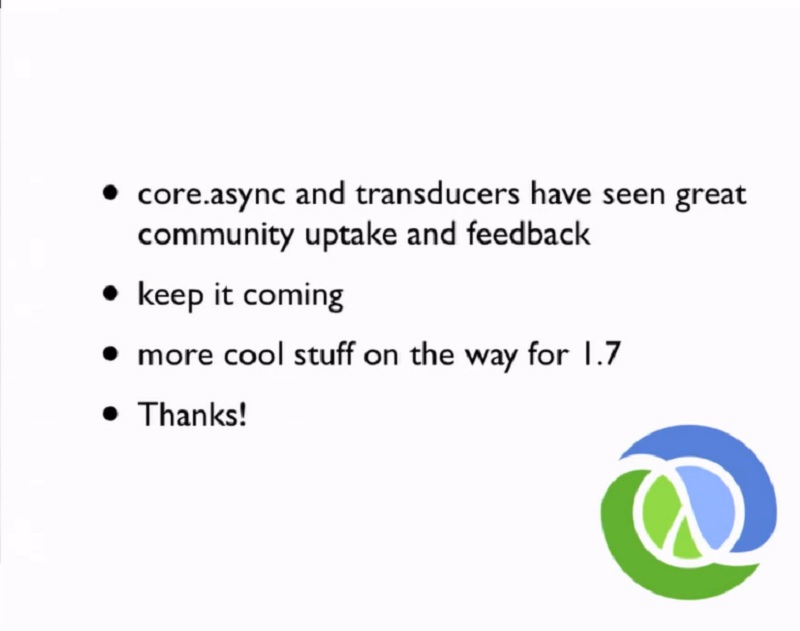 • core.async and transducers have seen great
community uptake and feedback
• keep it coming
• more cool stuff on the way for 1.7
• Thanks!